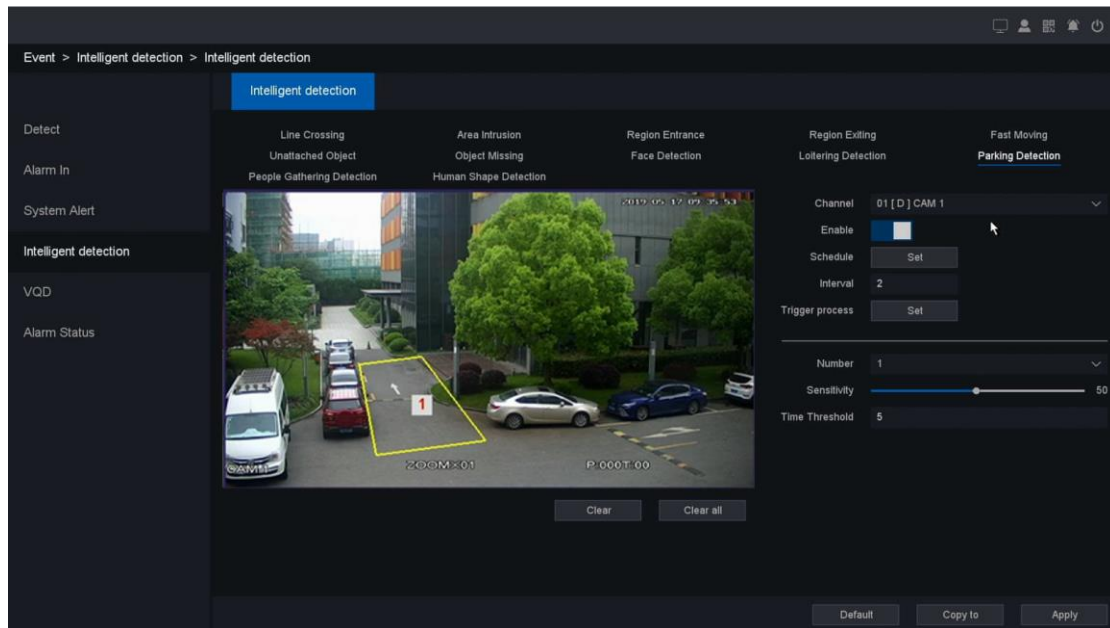 Event > Intelligent detection > Intelligent detection
Intelligent detection
Detect
Alarm In
System Alert
Intelligent detection
VQD
Alarm Status
Line Crossing Area Intrusion Region Entrance Region Exiting Fast Moving
Unattached Object Object Missing Face Detection Loitering Detection Parking Detection
People Gathering Detection Human Shape Detection
2019 05 17 09 35 53
1
CAM 1
ZOOM:X01
P:000T:00
Channel 01 [ D ] CAM 1
Enable
Schedule Set
Interval 2
Trigger process Set
Number 1
Sensitivity 50
Time Threshold 5
Clear Clear all
Default Copy to Apply